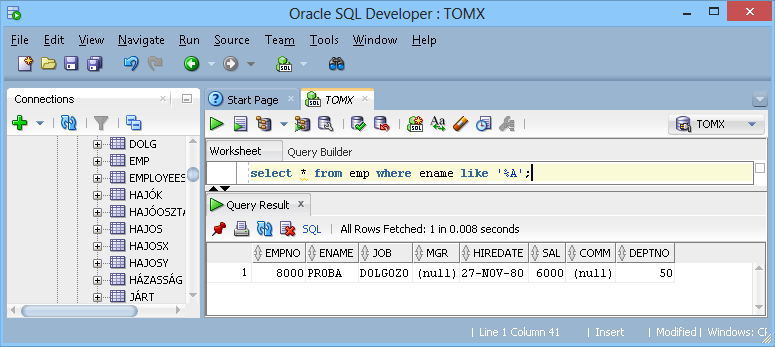 Oracle SQL Developer : TOMX
File Edit View Navigate Run Source Team Tools Window Help
Connections
DOLG
EMP
EMPLOYEES
HAJÓK
HAJÓOSZTA
HAJOS
HAJOSX
HAJOSY
HÁZASSÁG
JÁRT
Start Page TOMX
TOMX
Worksheet Query Builder
select * from emp where ename like '%A';
Query Result x
SQL | All Rows Fetched: 1 in 0.008 seconds
EMPNO ENAME JOB MGR HIREDATE SAL COMM DEPTNO
1 8000 PROBA DOLGOZO (null) 27-NOV-80 6000 (null) 50
| Line 1 Column 41 | Insert | Modified | Windows: CR